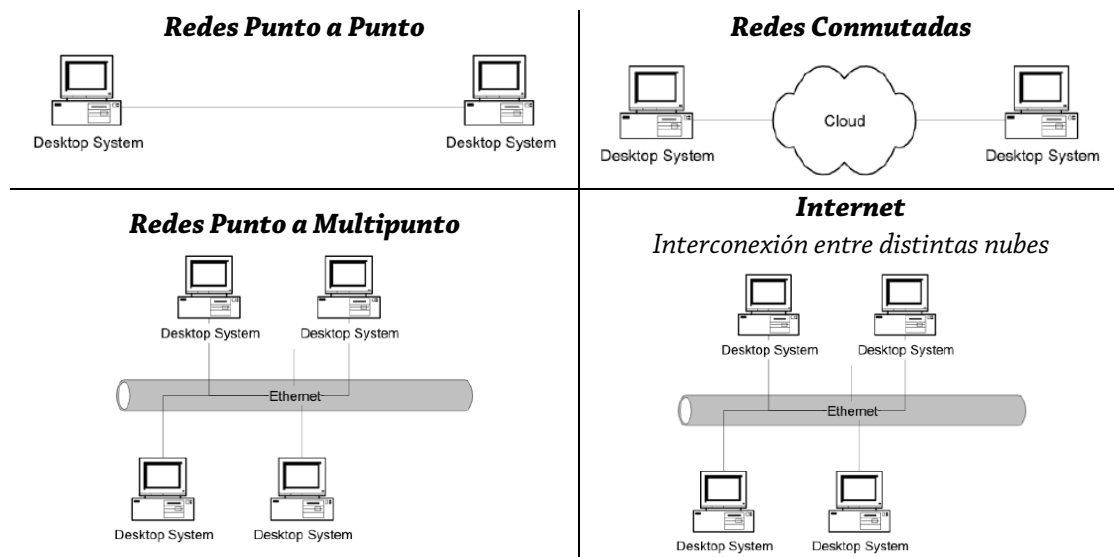 Redes Punto a Punto
Desktop System
Desktop System
Redes Conmutadas
Cloud
Desktop System
Desktop System
Redes Punto a Multipunto
Desktop System
Desktop System
Ethernet
Desktop System
Desktop System
Internet
Interconexión entre distintas nubes
Desktop System
Desktop System
Ethernet
Desktop System
Desktop System